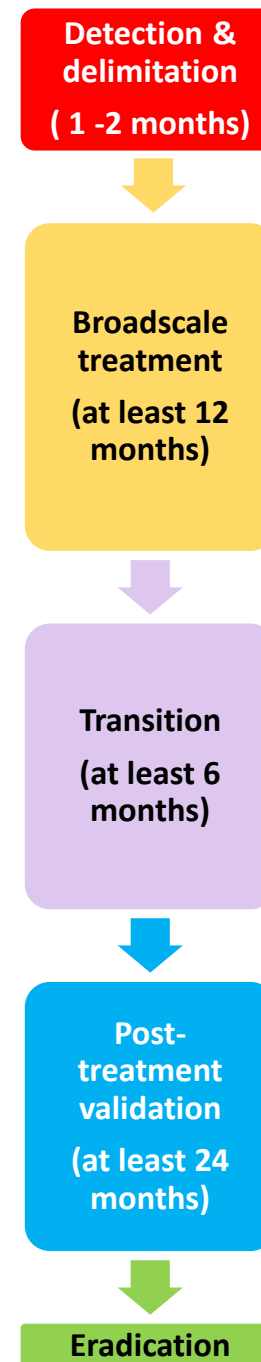 Detection &
delimitation
( 1 -2 months)
Broadscale
treatment
(at least 12
months)
Transition
(at least 6
months)
Post-
treatment
validation
(at least 24
months)
Eradication